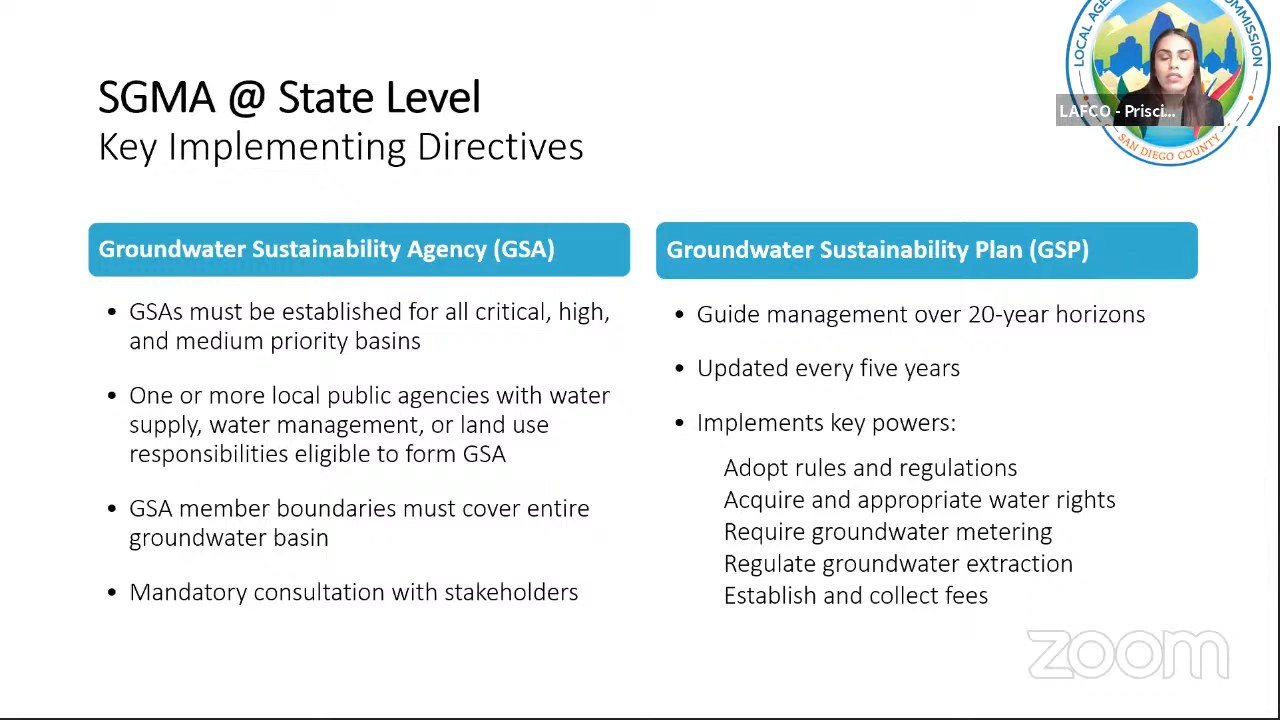 SGMA @ State Level
Key Implementing Directives
LOCAL AGE
MMISSION
LAFCO - Prisci...
SAN DIEGO COUNTY
Groundwater Sustainability Agency (GSA)
• GSAs must be established for all critical, high,
and medium priority basins
• One or more local public agencies with water
supply, water management, or land use
responsibilities eligible to form GSA
• GSA member boundaries must cover entire
groundwater basin
• Mandatory consultation with stakeholders
Groundwater Sustainability Plan (GSP)
• Guide management over 20-year horizons
• Updated every five years
• Implements key powers:
Adopt rules and regulations
Acquire and appropriate water rights
Require groundwater metering
Regulate groundwater extraction
Establish and collect fees
zoom